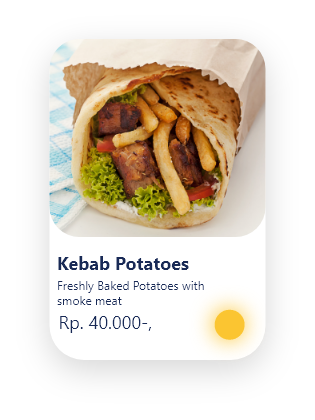 Kebab Potatoes
Freshly Baked Potatoes with
smoke meat
Rp. 40.000-,